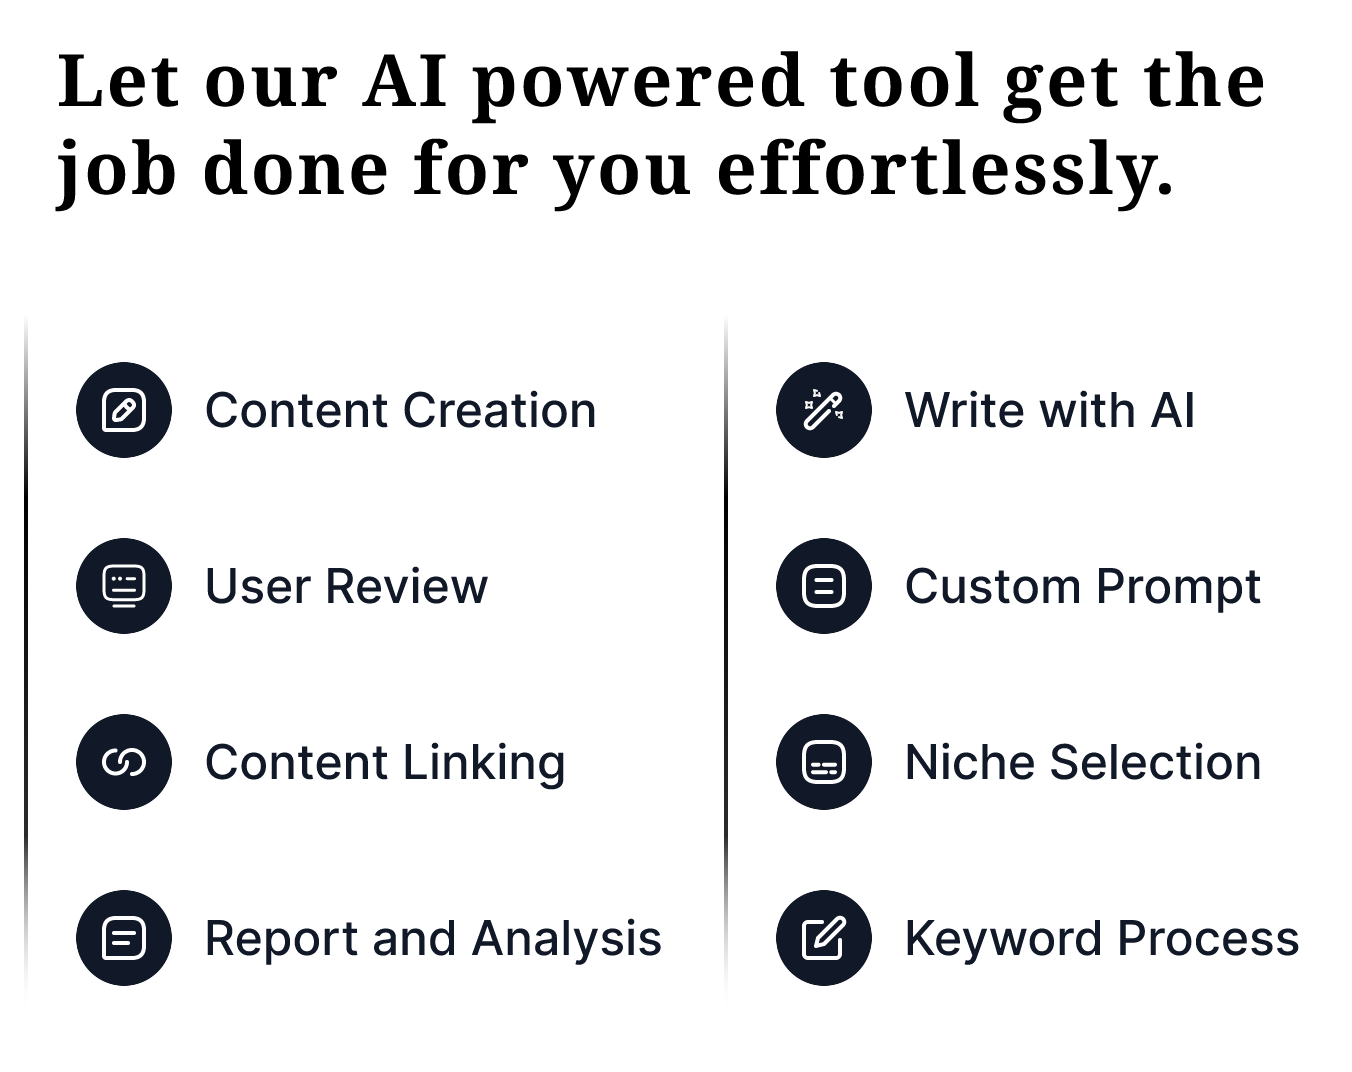 Let our AI powered tool get the
job done for you effortlessly.
Content Creation
User Review
Content Linking
Report and Analysis
Write with AI
Custom Prompt
Niche Selection
Keyword Process